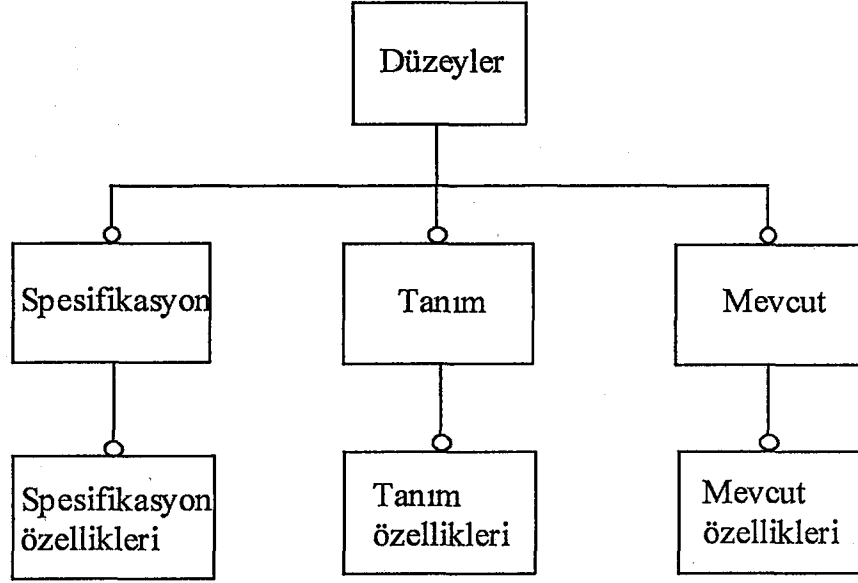 Düzeyler
Spesifikasyon
Tanım
Mevcut
Spesifikasyon
özellikleri
Tanım
özellikleri
Mevcut
özellikleri